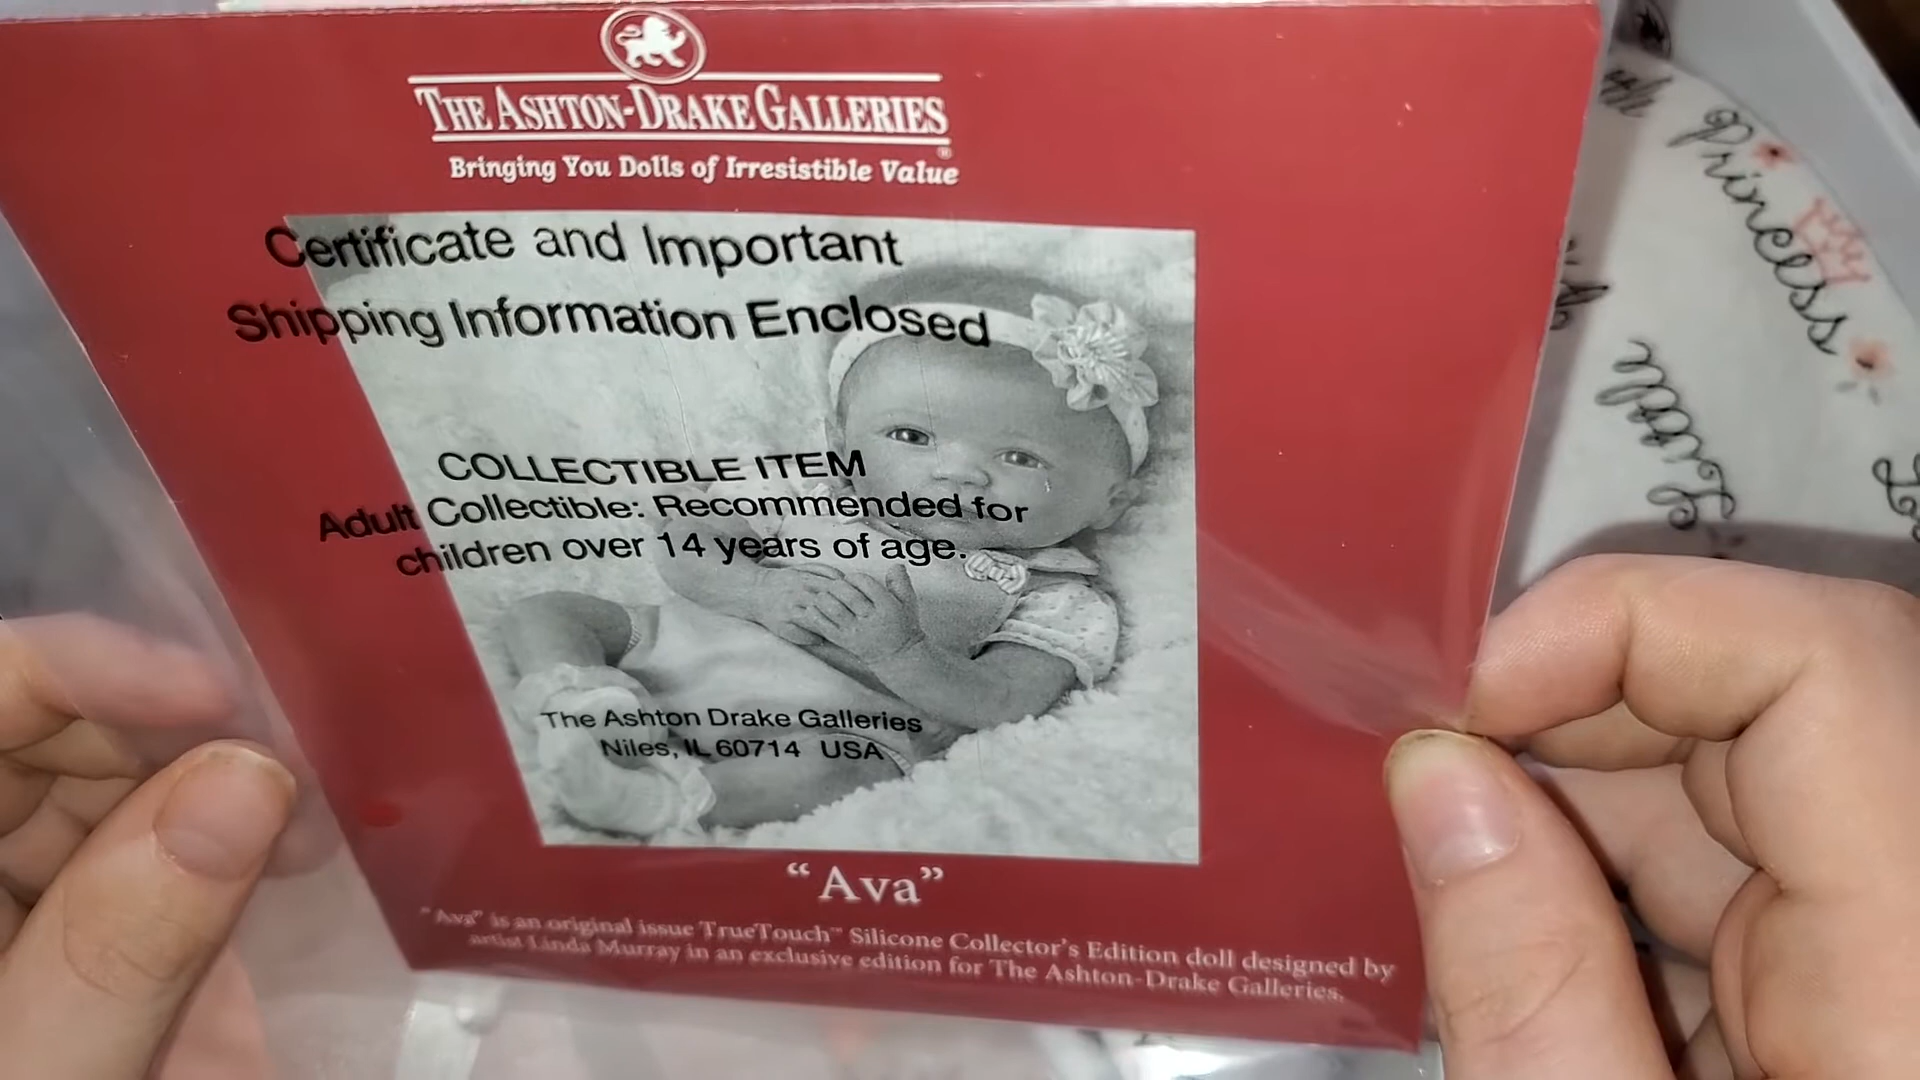 THE ASHTON-DRAKE GALLERIES
®
Bringing You Dolls of Irresistible Value
Certificate and Important
Shipping Information Enclosed
COLLECTIBLE ITEM
Adult Collectible: Recommended for
children over 14 years of age.
The Ashton Drake Galleries
Niles, IL 60714 USA
“Ava”
“Ava” is an original issue TrueTouch™ Silicone Collector's Edition doll designed by
artist Linda Murray in an exclusive edition for The Ashton-Drake Galleries.
Princess
Little